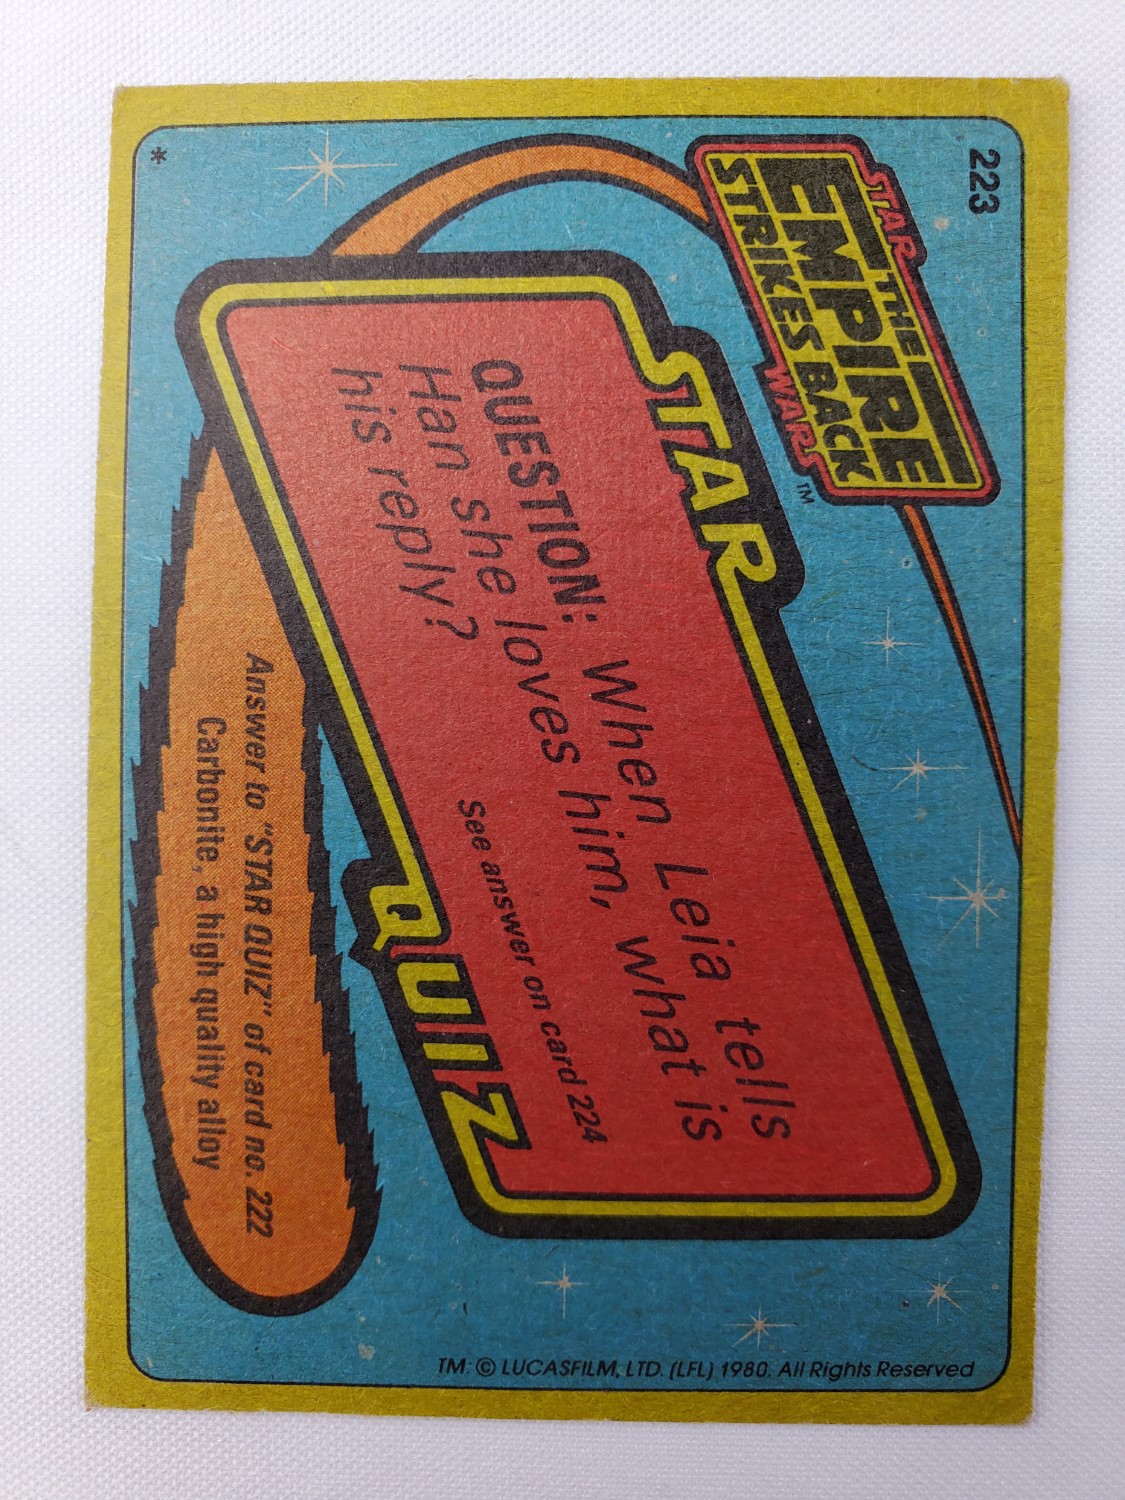 223
STAR WARS
THE
EMPIRE
STRIKES BACK
TM
STAR
QUESTION: When Leia tells
Han she loves him, what is
his reply?
See answer on card 224
QUIZ
Answer to "STAR QUIZ" of card no. 222
Carbonite, a high quality alloy
*
TM: © LUCASFILM, LTD. (LFL) 1980. All Rights Reserved